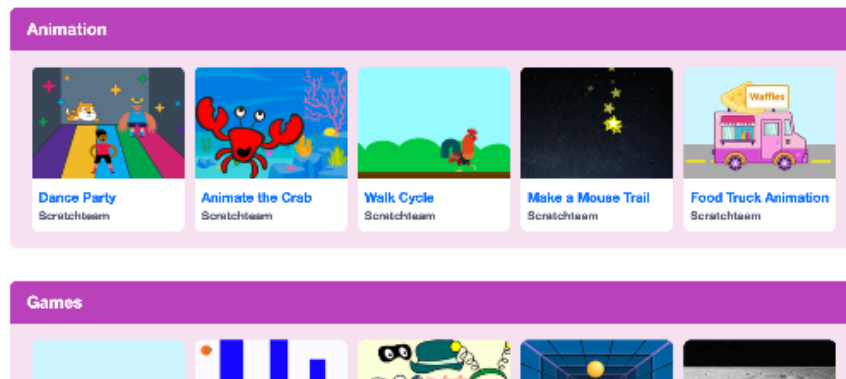 Animation
Waffles
Dance Party
Scratchteam
Animate the Crab
Scratchteam
Walk Cycle
Scratchteam
Make a Mouse Trail
Scratchteam
Food Truck Animation
Scratchteam
Games